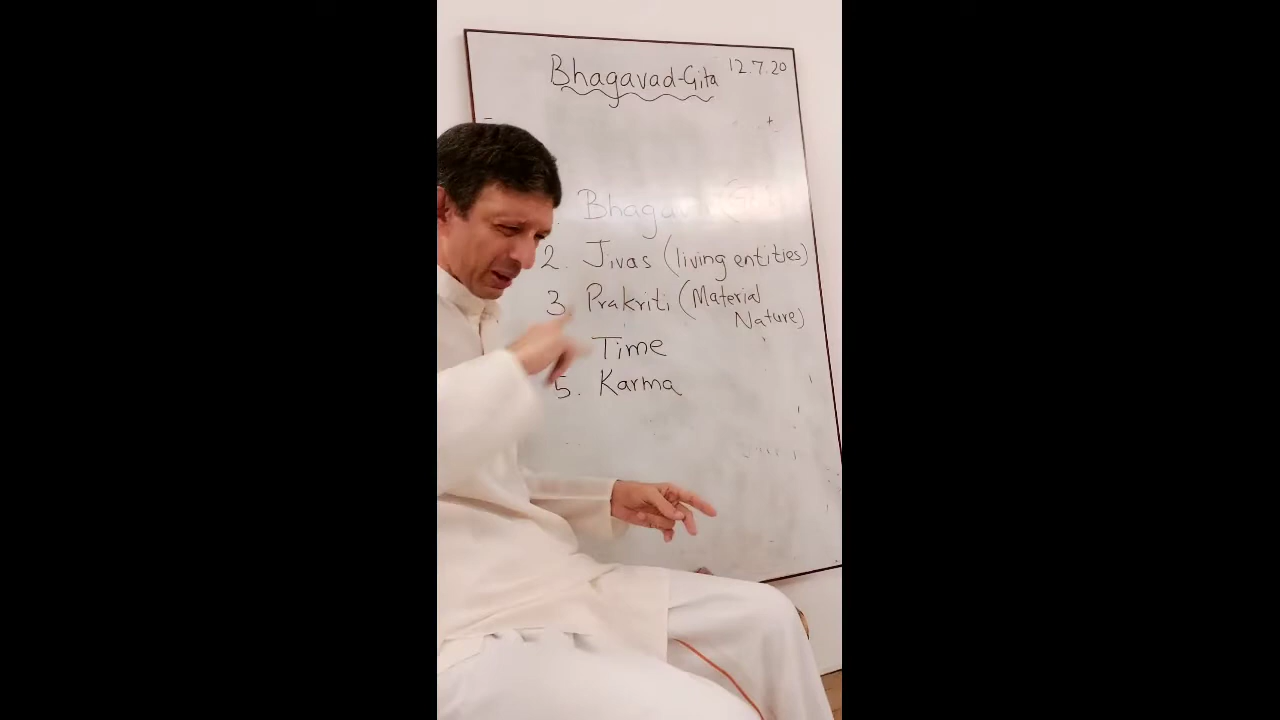 Bhagavad-Gita 12.7.20
2. Jivas (living entities)
3. Prakriti (Material
Nature)
Time
5. Karma